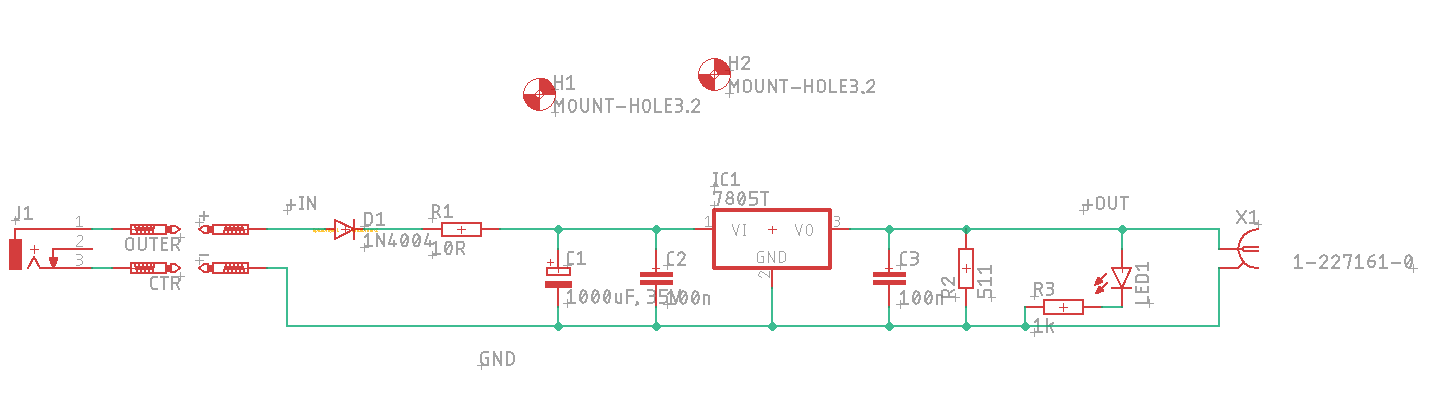 H2
MOUNT-HOLE3.2
H1
MOUNT-HOLE3.2
IC1
7805T
J1
1
2
3
OUTER
CTR
+
-
+IN
D1
1N4004
R1
10R
C1
1000uF, 35V
C2
100n
1
VI
VO
3
GND
2
C3
100n
R2
511
R3
1k
LED1
+OUT
X1
1-227161-0
GND